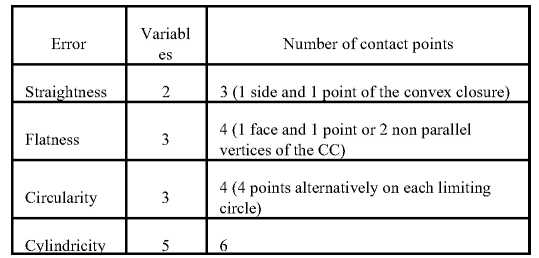 Error
Variabl
es
Number of contact points
Straightness
2
3 (1 side and 1 point of the convex closure)
Flatness
3
4 (1 face and 1 point or 2 non parallel
vertices of the CC)
Circularity
3
4 (4 points alternatively on each limiting
circle)
Cylindricity
5
6